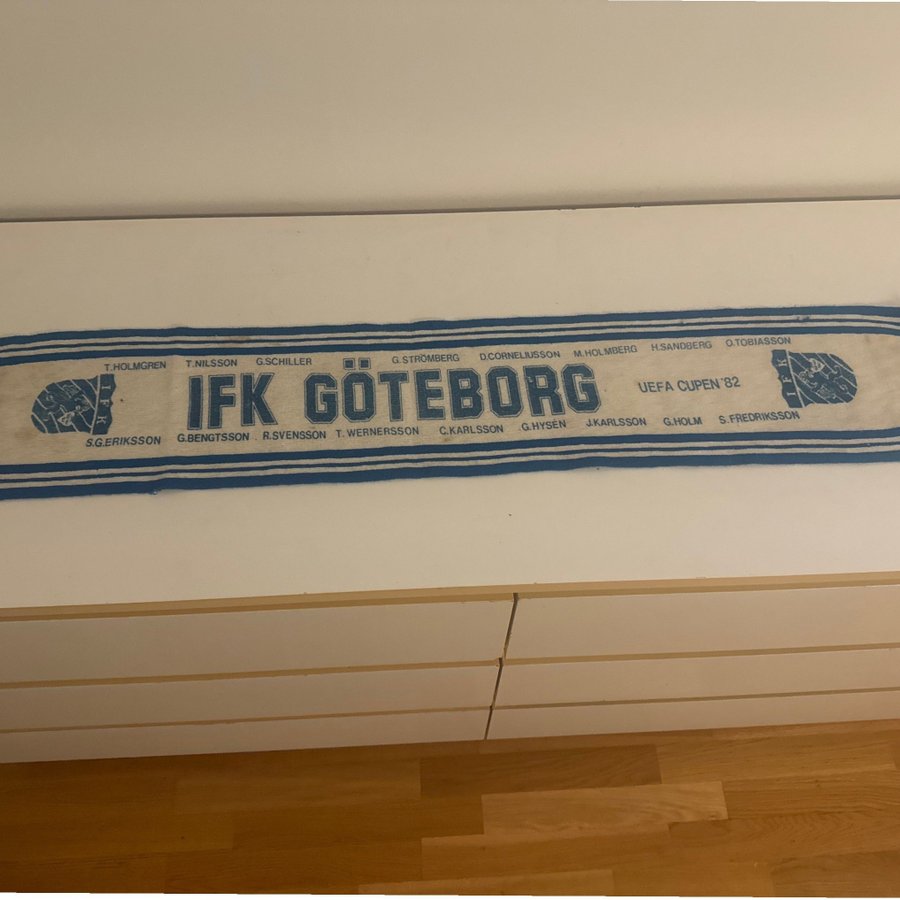 T.HOLMGREN T.NILSSON G.SCHILLER G.STRÖMBERG D.CORNELIUSSON M.HOLMBERG H.SANDBERG O.TOBIASSON
IFK GÖTEBORG
UEFA CUPEN '82
I F K
I F K
S.G.ERIKSSON G.BENGTSSON R.SVENSSON T. WERNERSSON C.KARLSSON G.HYSÉN J.KARLSSON G.HOLM S.FREDRIKSSON